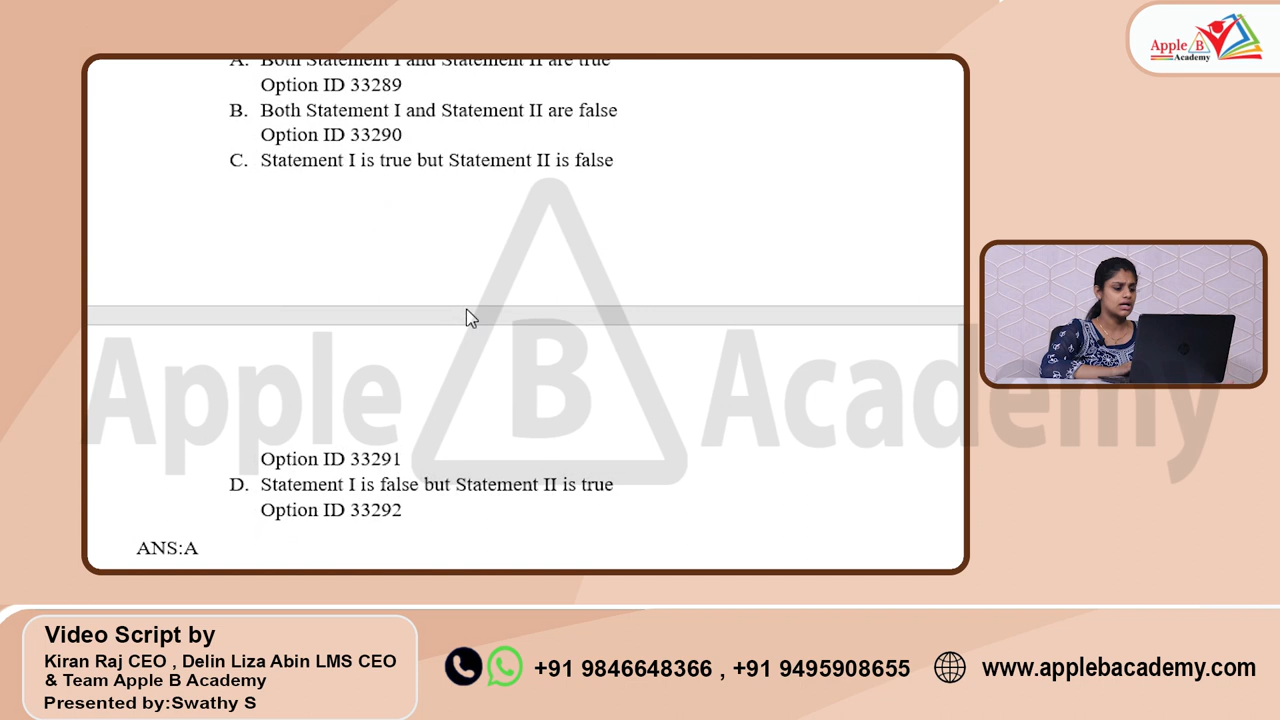 Apple B
Academy
A. Both Statement I and Statement II are true
Option ID 33289
B. Both Statement I and Statement II are false
Option ID 33290
C. Statement I is true but Statement II is false
Apple B Academy
Option ID 33291
D. Statement I is false but Statement II is true
Option ID 33292
ANS:A
Video Script by
Kiran Raj CEO , Delin Liza Abin LMS CEO
& Team Apple B Academy
Presented by:Swathy S
+91 9846648366 , +91 9495908655
www.applebacademy.com